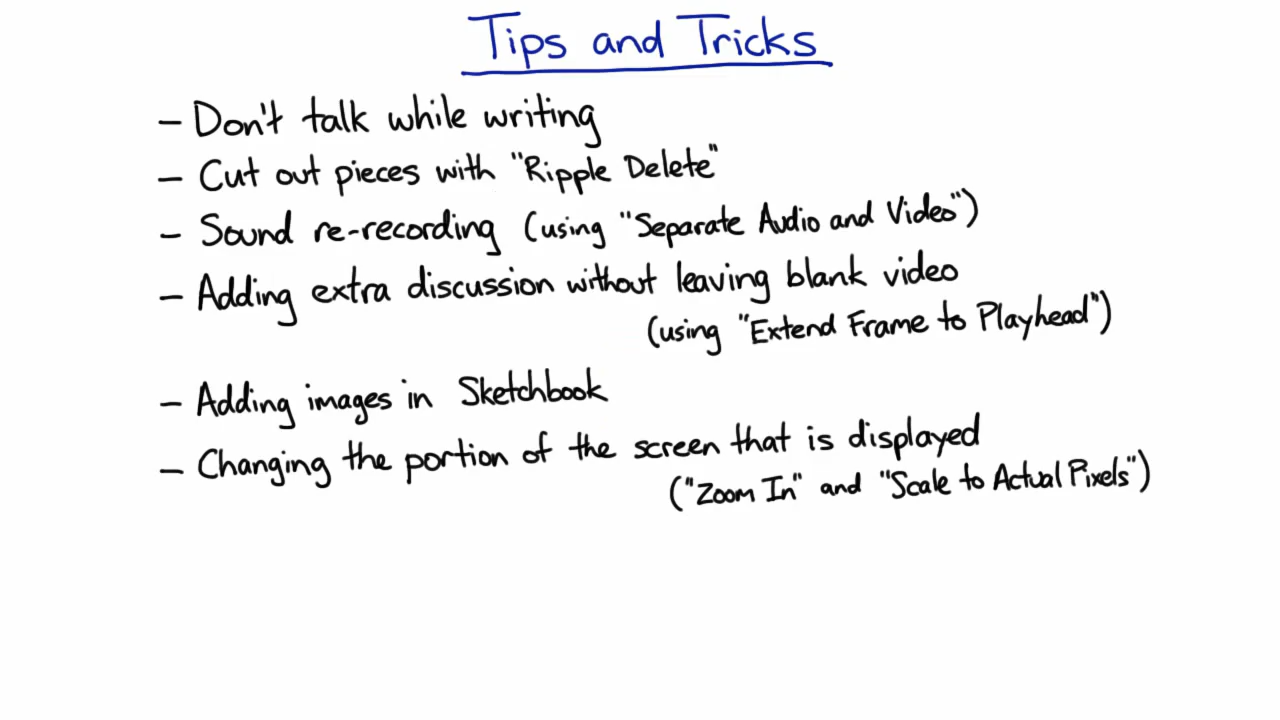 Tips and Tricks
– Don't talk while writing
– Cut out pieces with "Ripple Delete"
– Sound re-recording (using "Separate Audio and Video")
– Adding extra discussion without leaving blank video
(using "Extend Frame to Playhead")
– Adding images in Sketchbook
– Changing the portion of the screen that is displayed
("Zoom In" and "Scale to Actual Pixels")